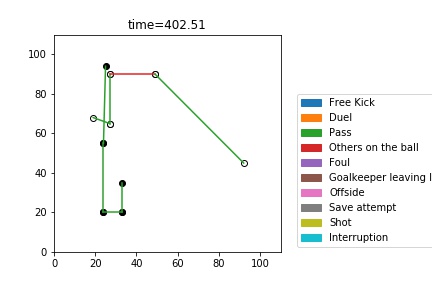 time=402.51
100
80
60
40
20
0
0 20 40 60 80 100
Free Kick
Duel
Pass
Others on the ball
Foul
Goalkeeper leaving l
Offside
Save attempt
Shot
Interruption